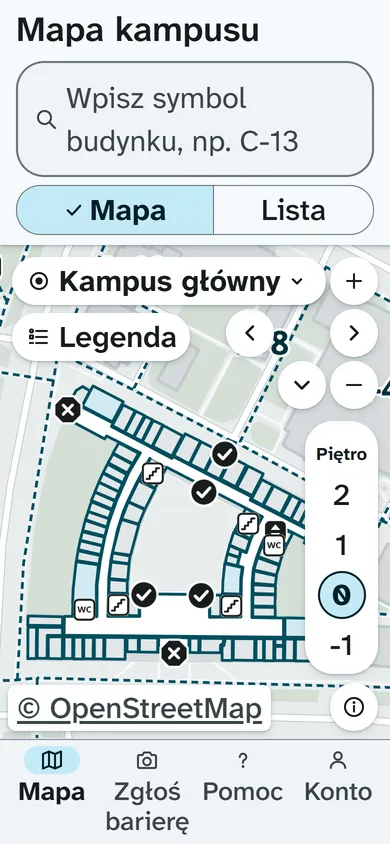 Mapa kampusu
Wpisz symbol
budynku, np. C-13
Mapa
Lista
Kampus główny
Legenda
8
Piętro
2
1
0
-1
WC
WC
© OpenStreetMap
Mapa
Zgłoś
barierę
Pomoc
Konto